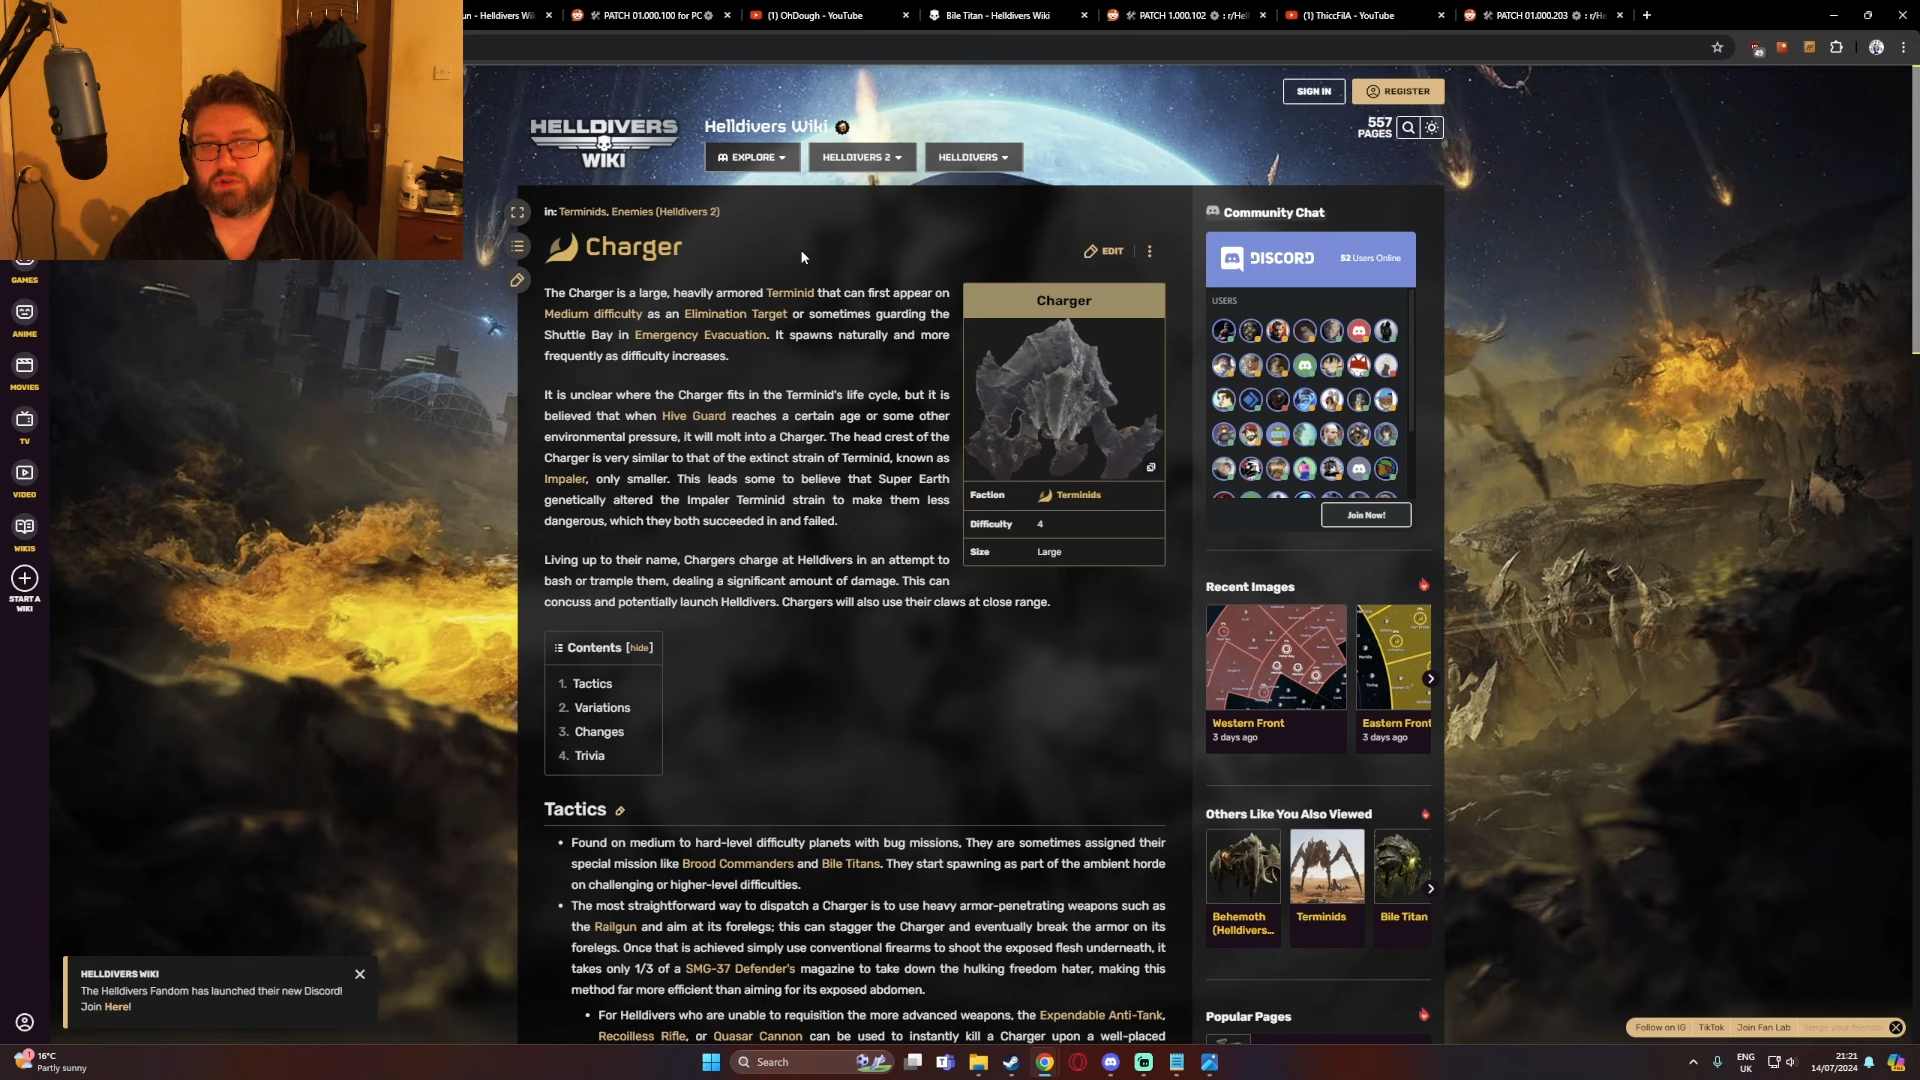 un - Helldivers Wi
PATCH 01.000.100 for PC
(1) OhDough - YouTube
Bile Titan - Helldivers Wiki
PATCH 1.000.102 : r/Hell
(1) ThiccFilA - YouTube
PATCH 01.000.203 : r/He
49
SIGN IN
REGISTER
HELLDIVERS
WIKI
Helldivers Wiki
557
PAGES
EXPLORE
HELLDIVERS 2
HELLDIVERS
in: Terminids, Enemies (Helldivers 2)
Charger
EDIT
The Charger is a large, heavily armored Terminid that can first appear on
Medium difficulty as an Elimination Target or sometimes guarding the
Shuttle Bay in Emergency Evacuation. It spawns naturally and more
frequently as difficulty increases.
It is unclear where the Charger fits in the Terminid's life cycle, but it is
believed that when Hive Guard reaches a certain age or some other
environmental pressure, it will molt into a Charger. The head crest of the
Charger is very similar to that of the extinct strain of Terminid, known as
Impaler, only smaller. This leads some to believe that Super Earth
genetically altered the Impaler Terminid strain to make them less
dangerous, which they both succeeded in and failed.
Living up to their name, Chargers charge at Helldivers in an attempt to
bash or trample them, dealing a significant amount of damage. This can
concuss and potentially launch Helldivers. Chargers will also use their claws at close range.
Charger
Faction Terminids
Difficulty 4
Size Large
Contents [hide]
1. Tactics
2. Variations
3. Changes
4. Trivia
Tactics
• Found on medium to hard-level difficulty planets with bug missions, They are sometimes assigned their
special mission like Brood Commanders and Bile Titans. They start spawning as part of the ambient horde
on challenging or higher-level difficulties.
• The most straightforward way to dispatch a Charger is to use heavy armor-penetrating weapons such as
the Railgun and aim at its forelegs; this can stagger the Charger and eventually break the armor on its
forelegs. Once that is achieved simply use conventional firearms to shoot the exposed flesh underneath, it
takes only 1/3 of a SMG-37 Defender's magazine to take down the hulking freedom hater, making this
method far more efficient than aiming for its exposed abdomen.
• For Helldivers who are unable to requisition the more advanced weapons, the Expendable Anti-Tank,
Recoilless Rifle, or Quasar Cannon can be used to instantly kill a Charger upon a well-placed
Community Chat
DISCORD
52 Users Online
USERS
Join Now!
Recent Images
Western Front
3 days ago
Eastern Front
3 days ago
Others Like You Also Viewed
Behemoth
(Helldivers...
Terminids
Bile Titan
Popular Pages
GAMES
ANIME
MOVIES
TV
VIDEO
WIKIS
START A
WIKI
HELLDIVERS WIKI
The Helldivers Fandom has launched their new Discord!
Join Here!
Follow on IG
TikTok
Join Fan Lab
16°C
Partly sunny
Search
ENG
UK
21:21
14/07/2024